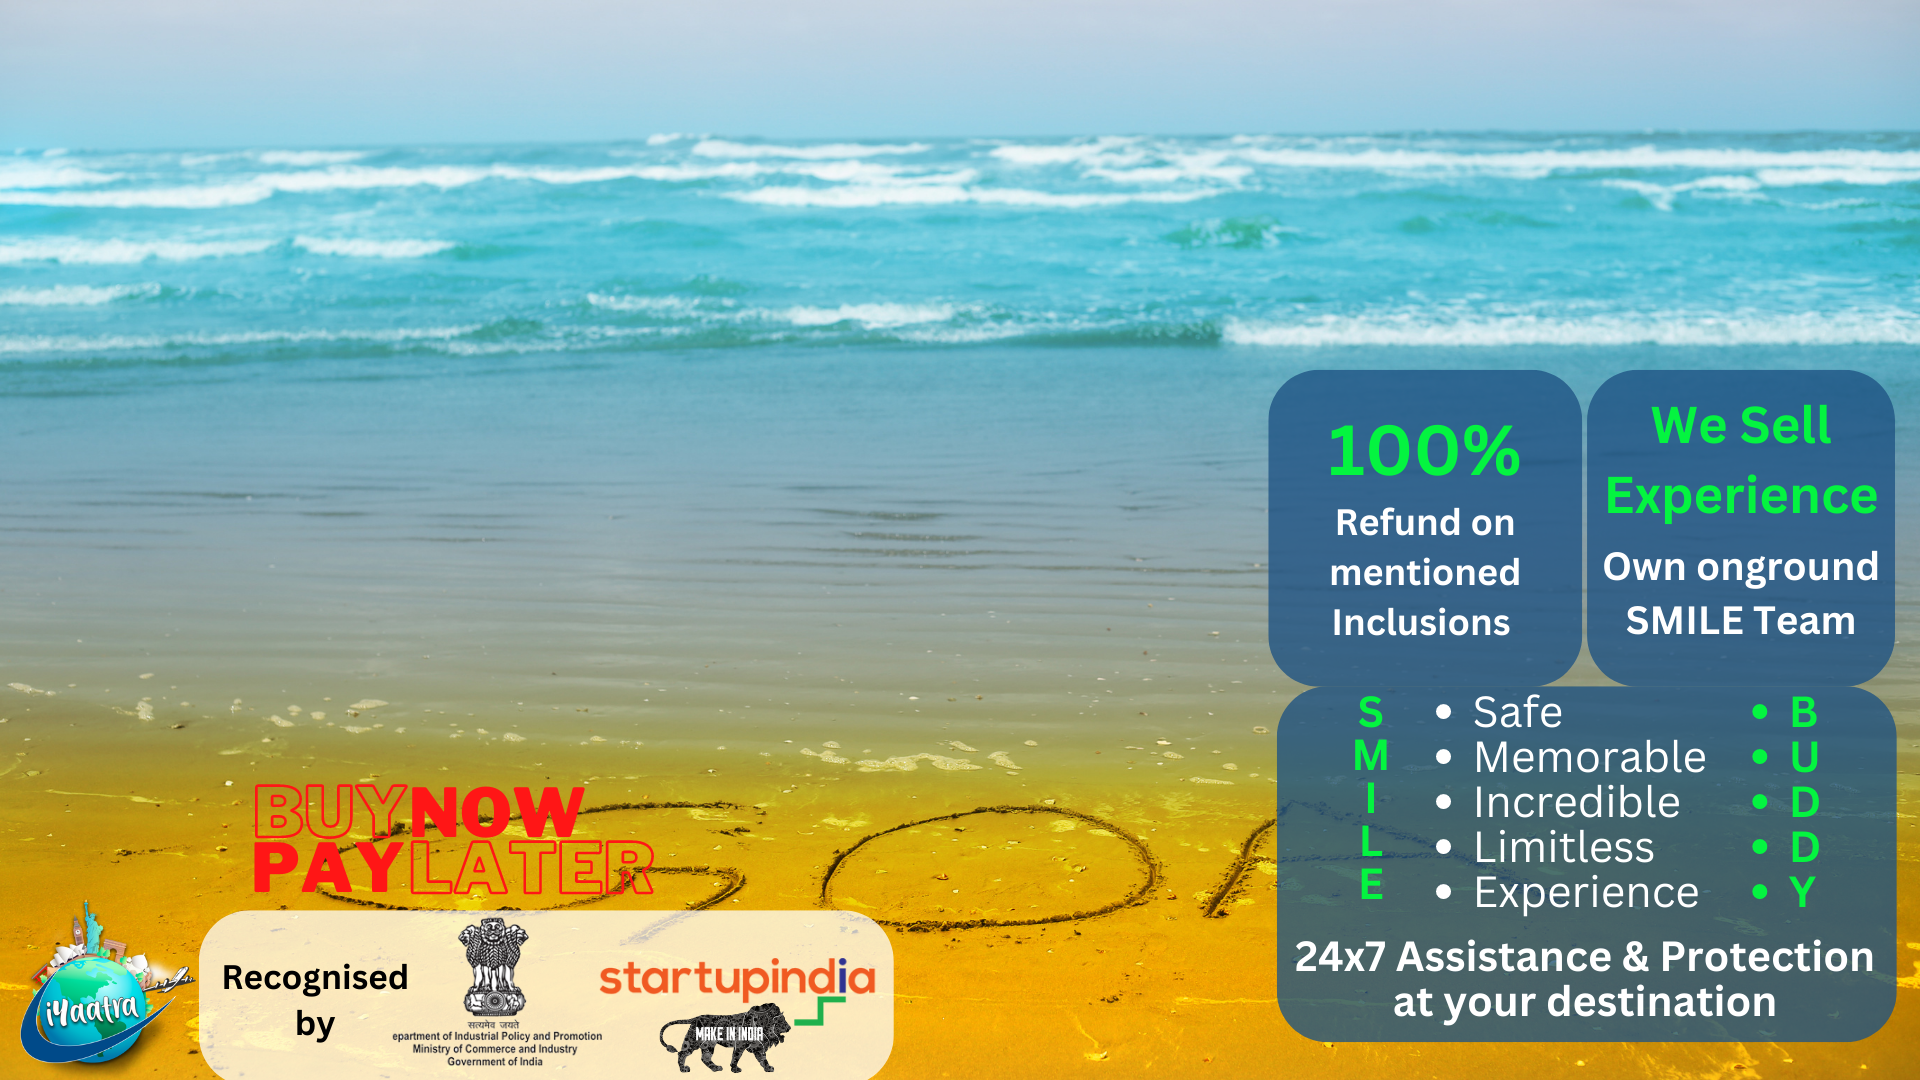 100%
Refund on
mentioned
Inclusions
We Sell
Experience
Own onground
SMILE Team
S
M
I
L
E
• Safe
• Memorable
• Incredible
• Limitless
• Experience
• B
• U
• D
• D
• Y
24x7 Assistance & Protection
at your destination
BUYNOW
PAYLATER
GO
iYaatra
Recognised
by
सत्यमेव जयते
epartment of Industrial Policy and Promotion
Ministry of Commerce and Industry
Government of India
startupindia
MAKE IN INDIA